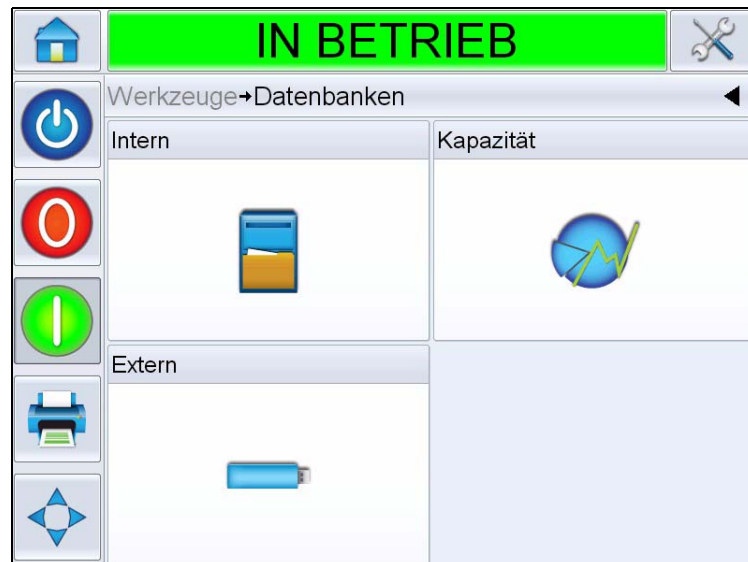 IN BETRIEB
Werkzeuge→Datenbanken
Intern
Kapazität
Extern